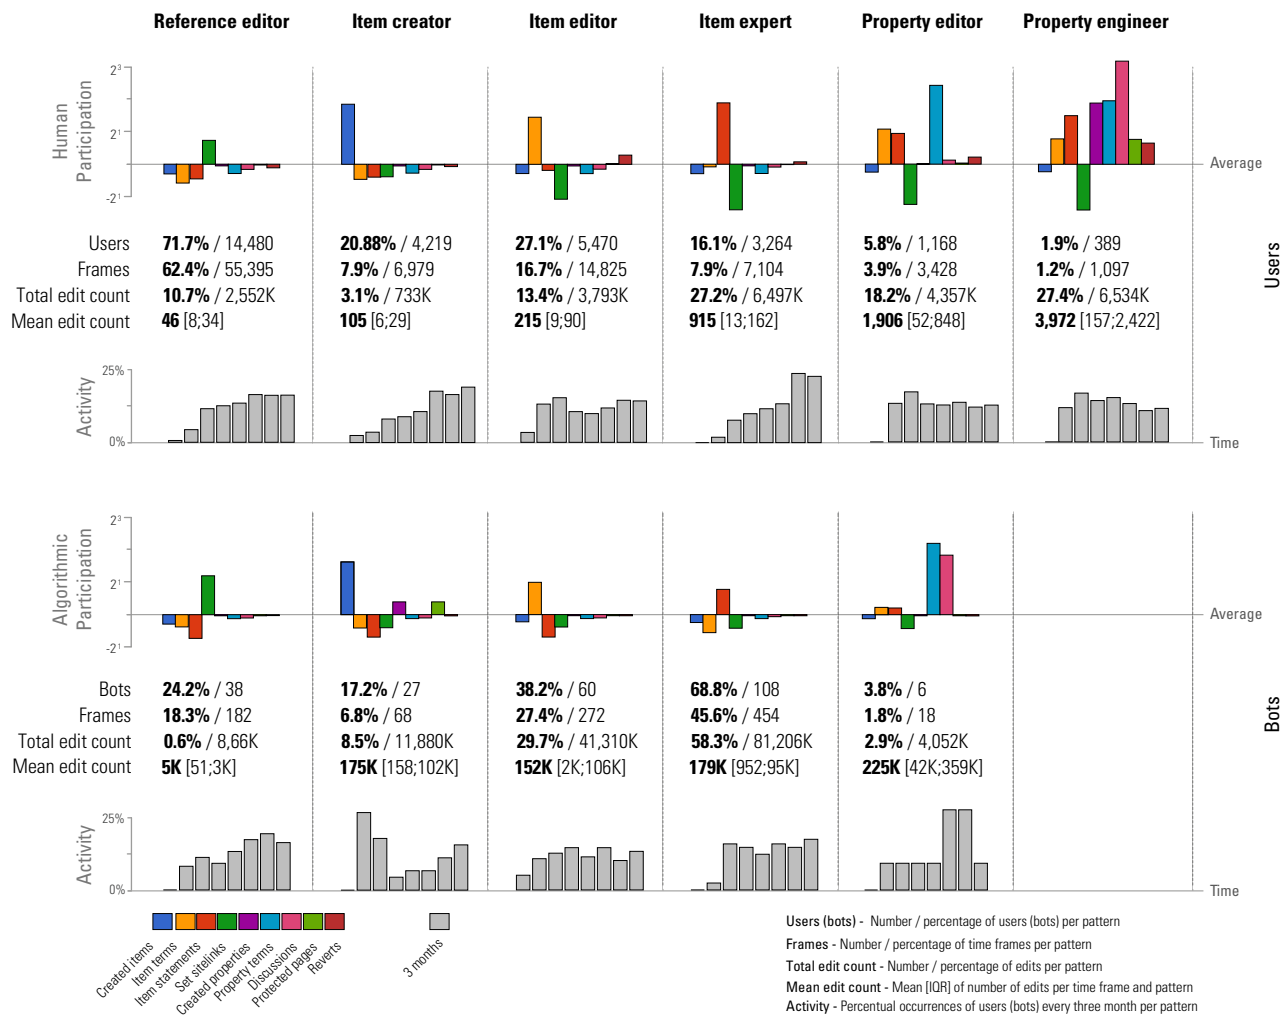 Reference editor Item creator Item editor Item expert Property editor Property engineer
Human Participation
2³
2¹
-2¹
Average
Users 71.7% / 14,480 20.88% / 4,219 27.1% / 5,470 16.1% / 3,264 5.8% / 1,168 1.9% / 389
Frames 62.4% / 55,395 7.9% / 6,979 16.7% / 14,825 7.9% / 7,104 3.9% / 3,428 1.2% / 1,097
Total edit count 10.7% / 2,552K 3.1% / 733K 13.4% / 3,793K 27.2% / 6,497K 18.2% / 4,357K 27.4% / 6,534K
Mean edit count 46 [8;34] 105 [6;29] 215 [9;90] 915 [13;162] 1,906 [52;848] 3,972 [157;2,422]
Users
Activity
25%
0%
Time
Algorithmic Participation
2³
2¹
-2¹
Average
Bots 24.2% / 38 17.2% / 27 38.2% / 60 68.8% / 108 3.8% / 6
Frames 18.3% / 182 6.8% / 68 27.4% / 272 45.6% / 454 1.8% / 18
Total edit count 0.6% / 8,66K 8.5% / 11,880K 29.7% / 41,310K 58.3% / 81,206K 2.9% / 4,052K
Mean edit count 5K [51;3K] 175K [158;102K] 152K [2K;106K] 179K [952;95K] 225K [42K;359K]
Bots
Activity
25%
0%
Time
Created items
Item terms
Item statements
Set sitelinks
Created properties
Property terms
Discussions
Protected pages
Reverts
3 months
Users (bots) - Number / percentage of users (bots) per pattern
Frames - Number / percentage of time frames per pattern
Total edit count - Number / percentage of edits per pattern
Mean edit count - Mean [IQR] of number of edits per time frame and pattern
Activity - Percentual occurrences of users (bots) every three month per pattern